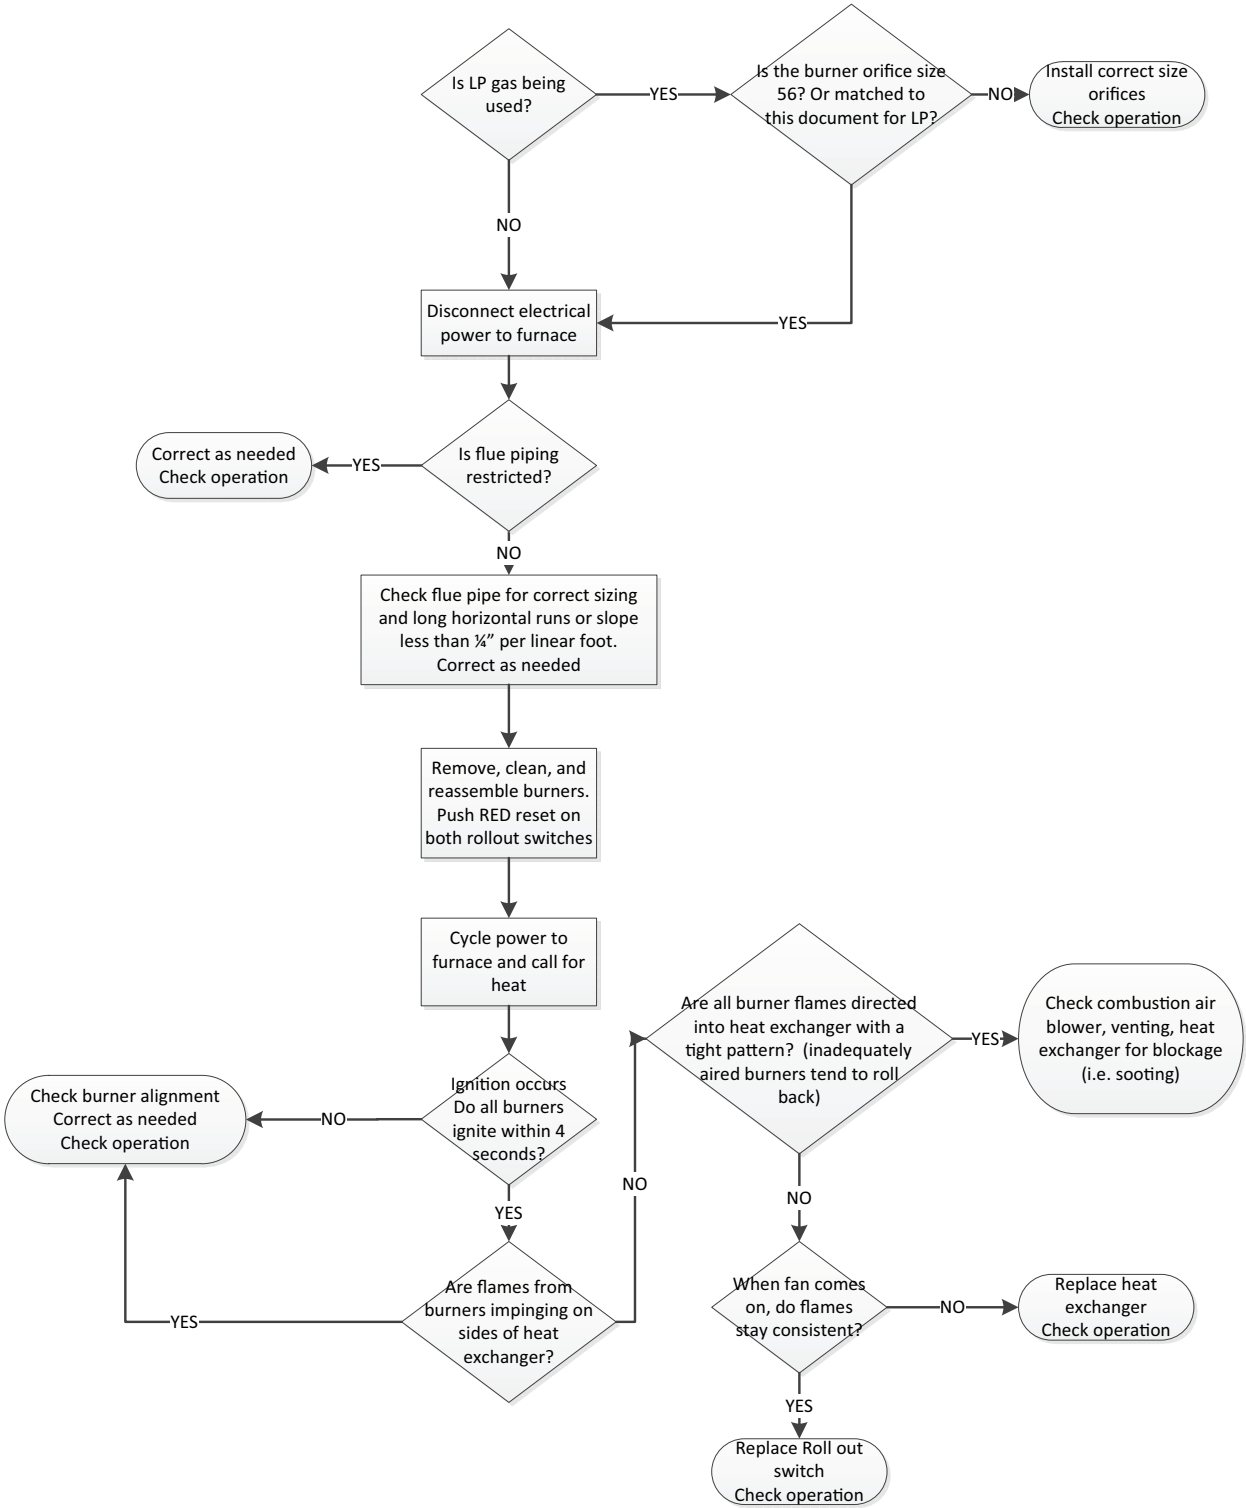 Is LP gas being
used?
YES
Is the burner orifice size
56? Or matched to
this document for LP?
NO
Install correct size
orifices
Check operation
NO
YES
Disconnect electrical
power to furnace
Is flue piping
restricted?
YES
Correct as needed
Check operation
NO
Check flue pipe for correct sizing
and long horizontal runs or slope
less than ¼” per linear foot.
Correct as needed
Remove, clean, and
reassemble burners.
Push RED reset on
both rollout switches
Cycle power to
furnace and call for
heat
Ignition occurs
Do all burners
ignite within 4
seconds?
NO
Check burner alignment
Correct as needed
Check operation
YES
Are flames from
burners impinging on
sides of heat
exchanger?
YES
NO
Are all burner flames directed
into heat exchanger with a
tight pattern? (inadequately
aired burners tend to roll
back)
YES
Check combustion air
blower, venting, heat
exchanger for blockage
(i.e. sooting)
NO
When fan comes
on, do flames
stay consistent?
NO
Replace heat
exchanger
Check operation
YES
Replace Roll out
switch
Check operation